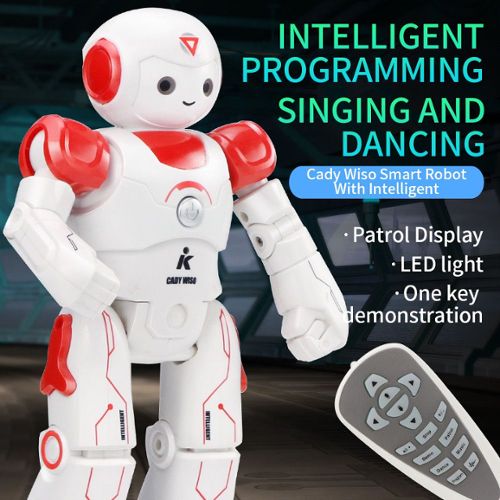 INTELLIGENT
PROGRAMMING
SINGING AND
DANCING
Cady Wiso Smart Robot
With Intelligent
·Patrol Display
·LED light
·One key
demonstration
K
CADY WISO
INTELLIGENT
INTELLIGENT